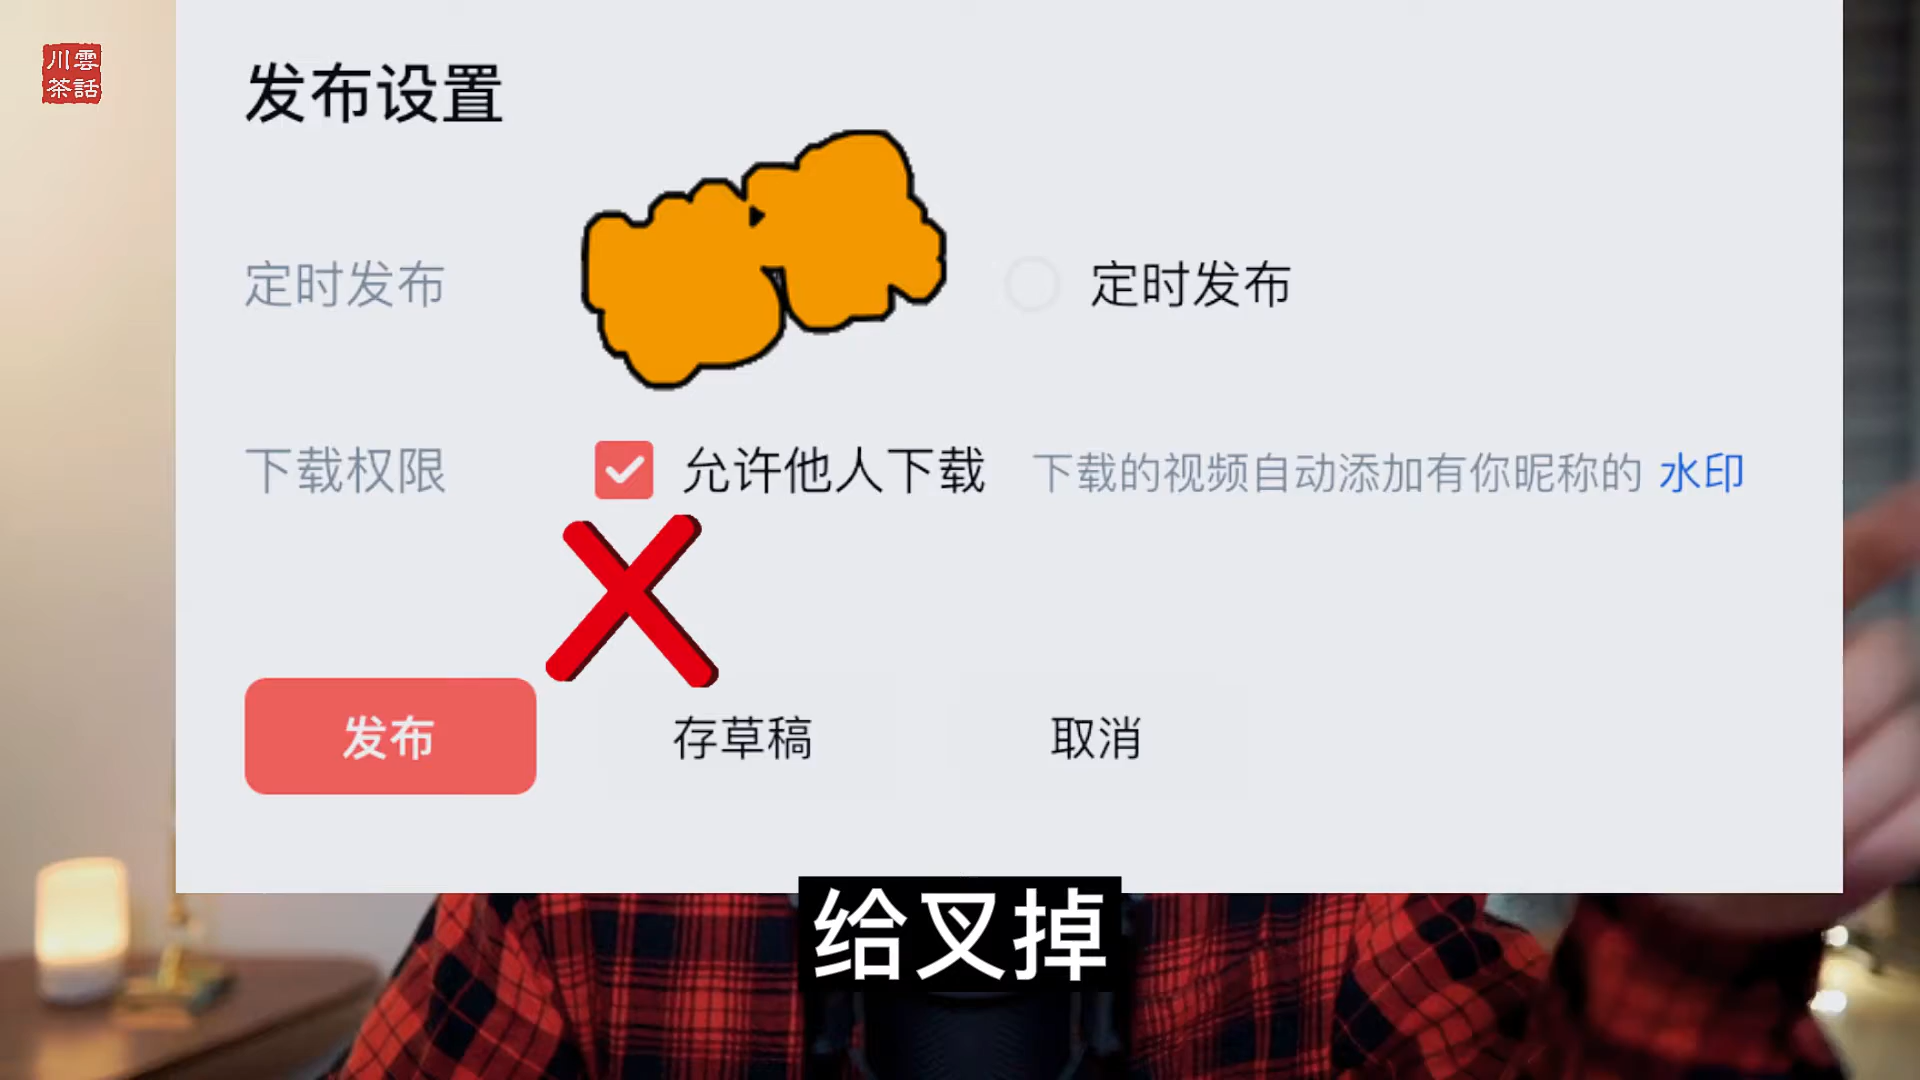 川雲
茶話
发布设置
定时发布
定时发布
下载权限
允许他人下载
下载的视频自动添加有你昵称的 水印
发布
存草稿
取消
给叉掉